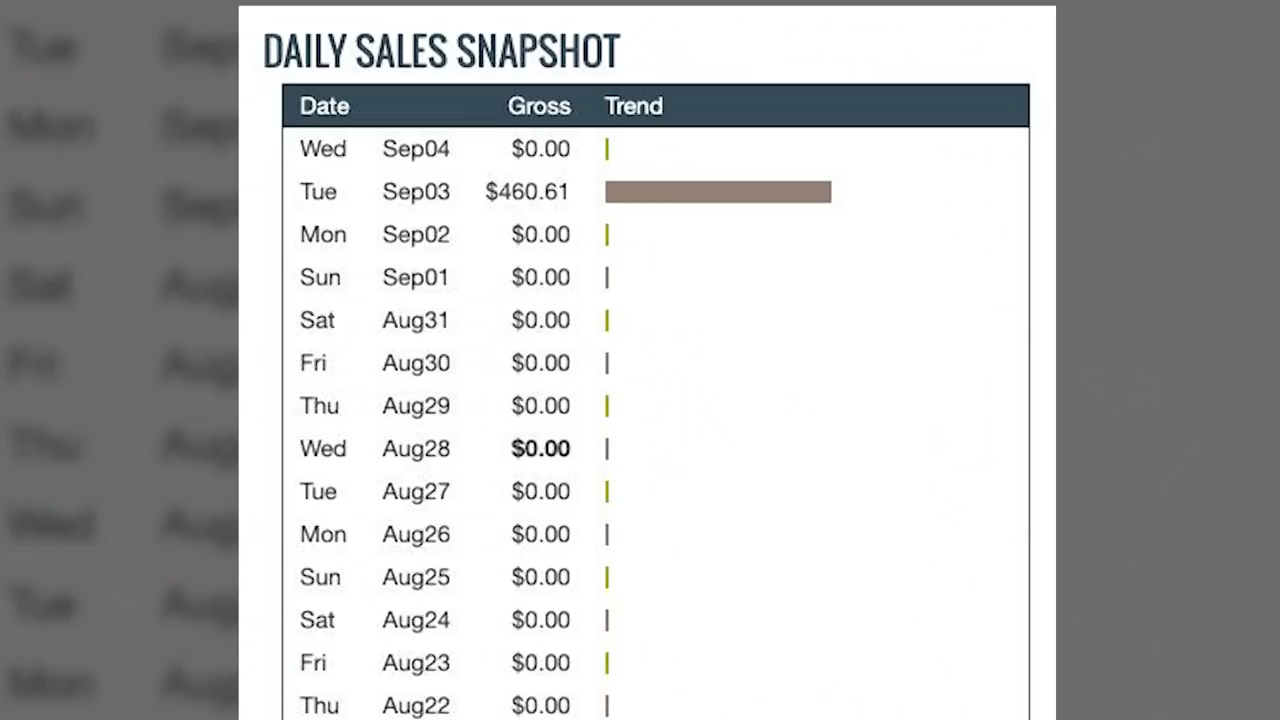 DAILY SALES SNAPSHOT
Date Gross Trend
Wed Sep04 $0.00
Tue Sep03 $460.61
Mon Sep02 $0.00
Sun Sep01 $0.00
Sat Aug31 $0.00
Fri Aug30 $0.00
Thu Aug29 $0.00
Wed Aug28 $0.00
Tue Aug27 $0.00
Mon Aug26 $0.00
Sun Aug25 $0.00
Sat Aug24 $0.00
Fri Aug23 $0.00
Thu Aug22 $0.00